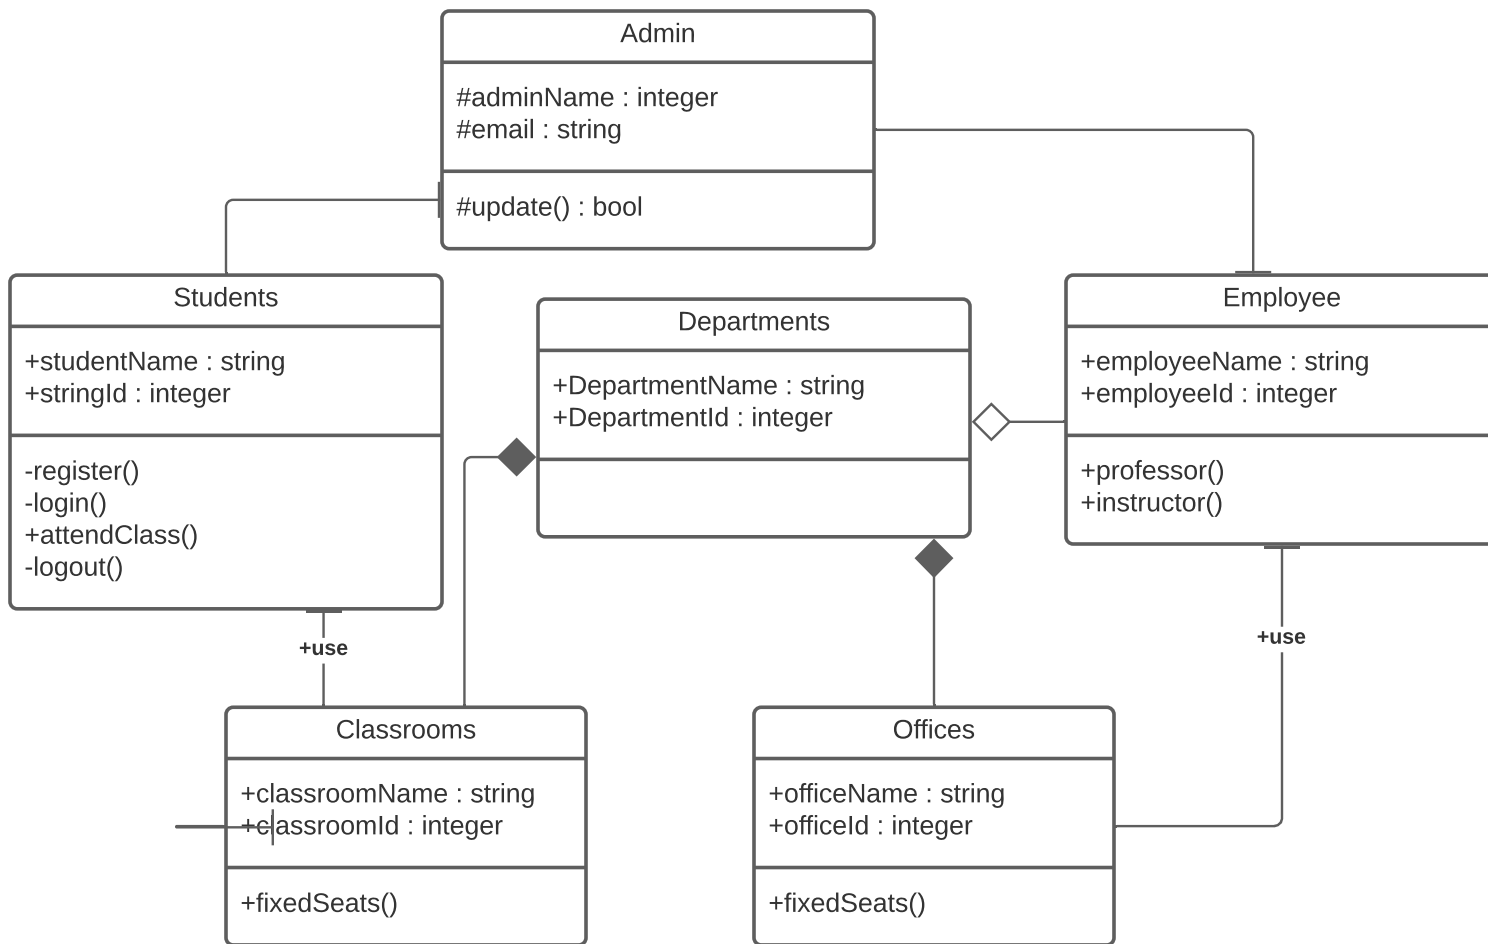 Admin
#adminName : integer
#email : string
#update() : bool
Students
+studentName : string
+stringId : integer
-register()
-login()
+attendClass()
-logout()
Departments
+DepartmentName : string
+DepartmentId : integer
Employee
+employeeName : string
+employeeId : integer
+professor()
+instructor()
+use
+use
Classrooms
+classroomName : string
+classroomId : integer
+fixedSeats()
Offices
+officeName : string
+officeId : integer
+fixedSeats()